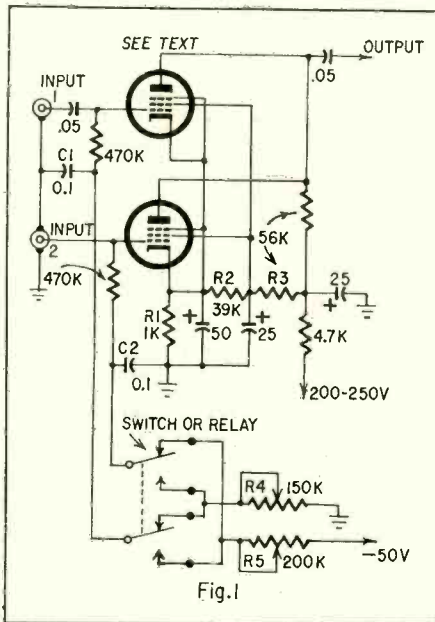 SEE TEXT
OUTPUT
.05
INPUT
1
.05
C1
0.1
470K
INPUT
2
470K
56K
R2
39K
R3
25
+
R1
1K
+
50
+
25
4.7K
C2
0.1
200-250V
SWITCH OR RELAY
R4
150K
R5
200K
-50V
Fig.1